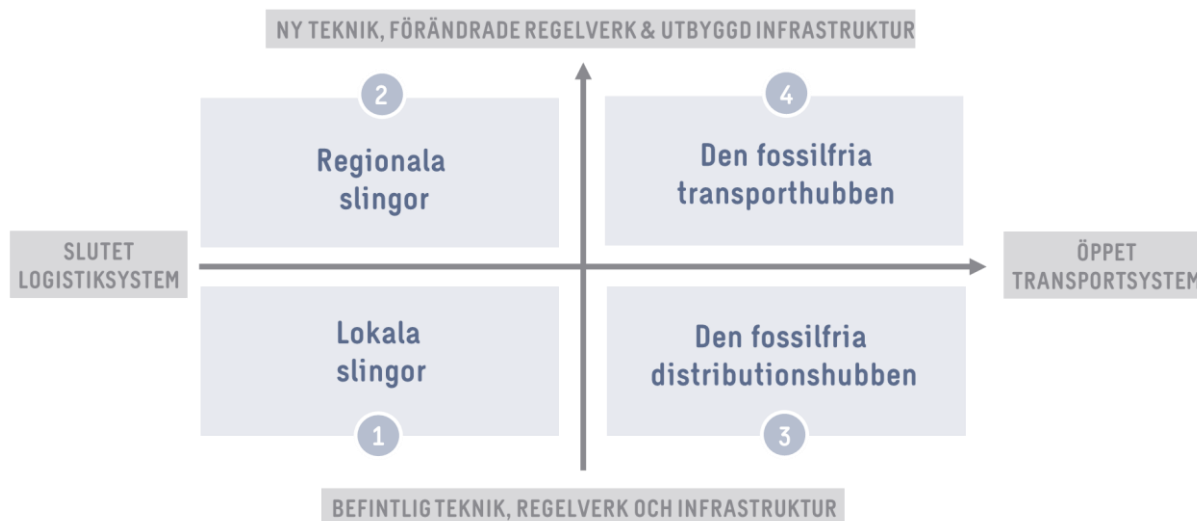 NY TEKNIK, FÖRÄNDRADE REGELVERK & UTBYGGD INFRASTRUKTUR
2
Regionala
slingor
4
Den fossilfria
transporthubben
SLUTET
LOGISTIKSYSTEM
ÖPPET
TRANSPORTSYSTEM
Lokala
slingor
1
Den fossilfria
distributionshubben
3
BEFINTLIG TEKNIK, REGELVERK OCH INFRASTRUKTUR